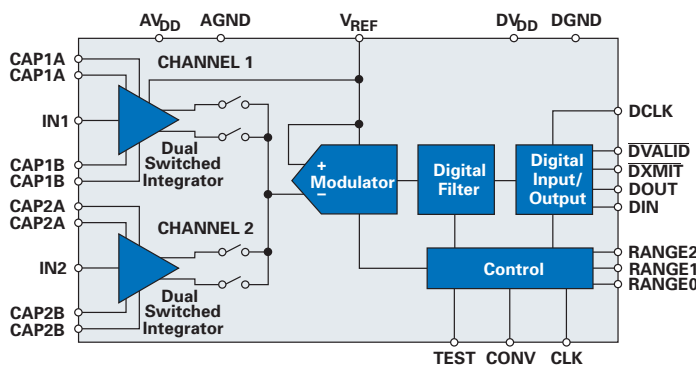 AVDD
AGND
VREF
DVDD
DGND
CAP1A
CAP1A
IN1
CAP1B
CAP1B
CHANNEL 1
Dual
Switched
Integrator
CAP2A
CAP2A
IN2
CAP2B
CAP2B
CHANNEL 2
Dual
Switched
Integrator
+
Modulator
–
Digital
Filter
Digital
Input/
Output
Control
DCLK
DVALID
DXMIT
DOUT
DIN
RANGE2
RANGE1
RANGE0
TEST
CONV
CLK